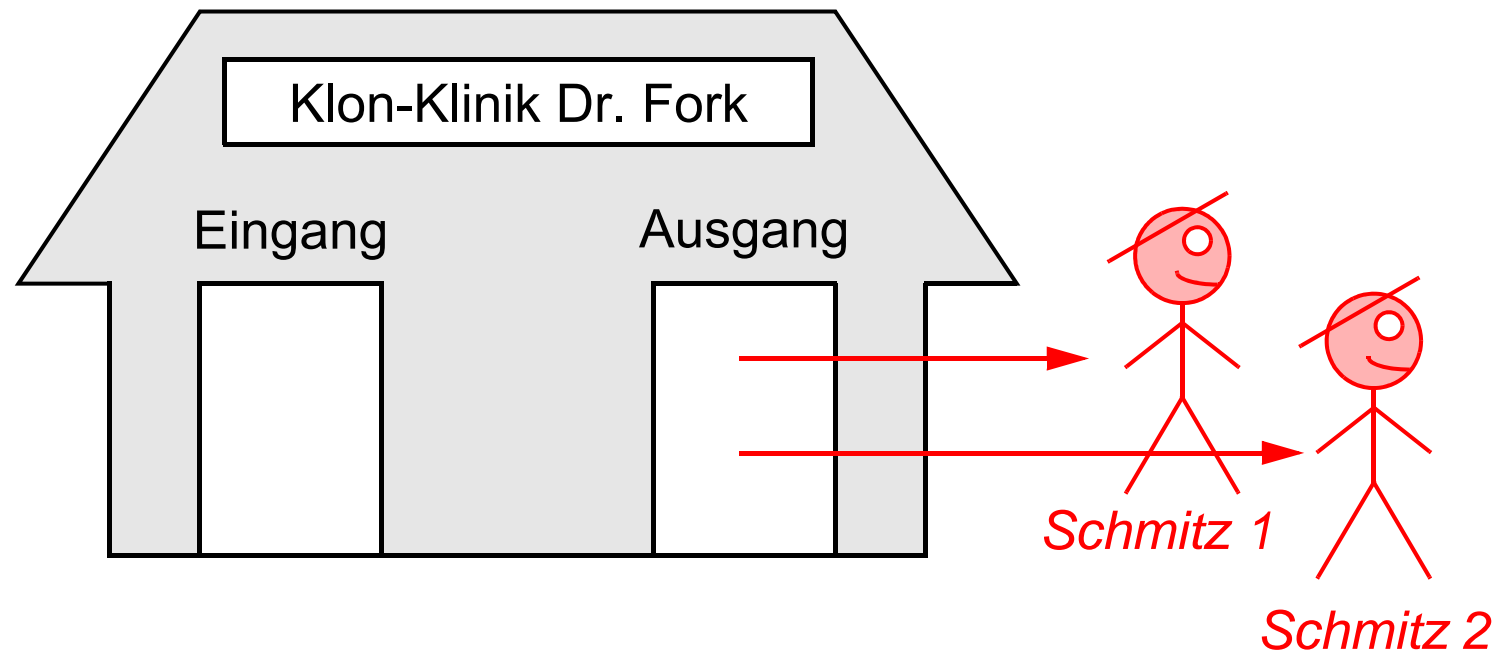 Klon-Klinik Dr. Fork
Eingang
Ausgang
Schmitz 1
Schmitz 2